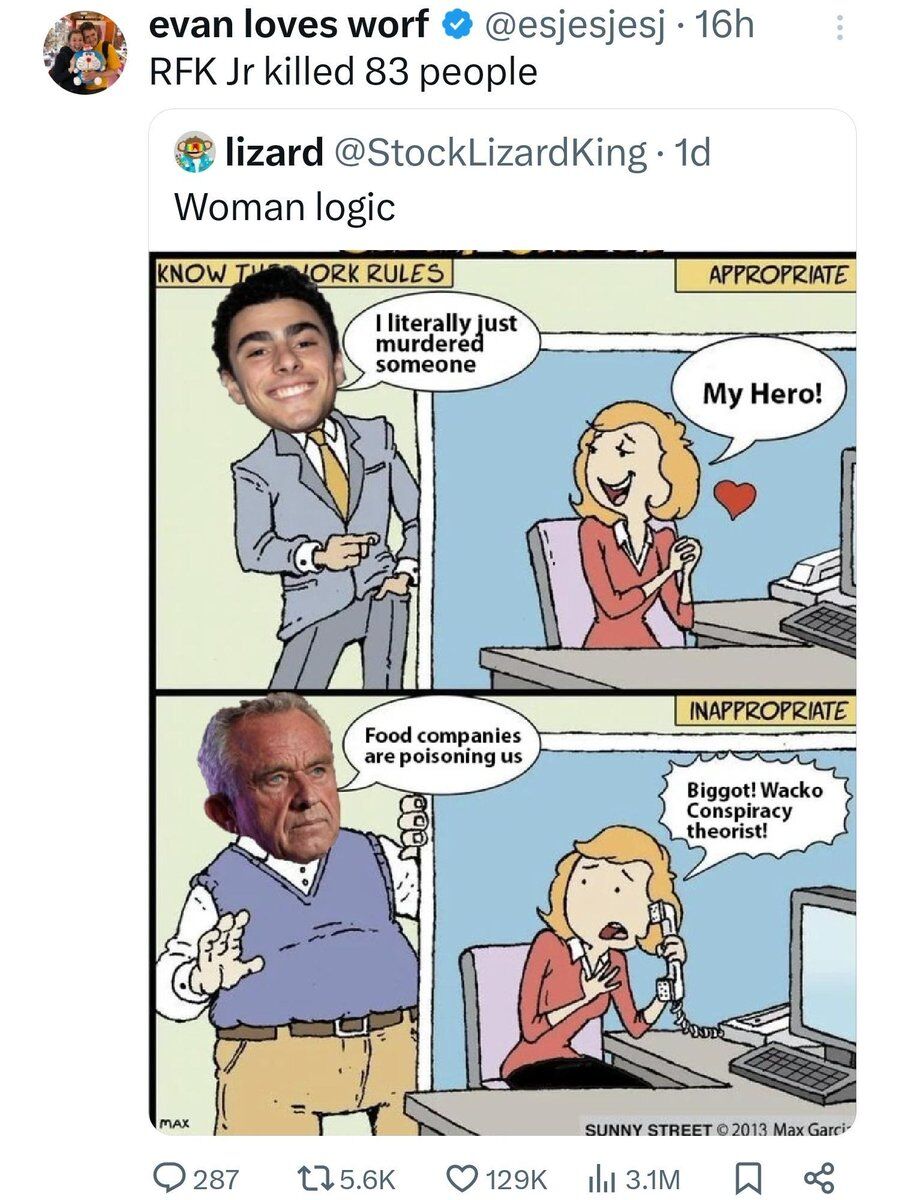 evan loves worf @esjesjesj · 16h
RFK Jr killed 83 people
lizard @StockLizardKing · 1d
Woman logic
KNOW ORK RULES
APPROPRIATE
I literally just
murdered
someone
My Hero!
INAPPROPRIATE
Food companies
are poisoning us
Biggot! Wacko
Conspiracy
theorist!
MAX
SUNNY STREET © 2013 Max
287 5.6K 129K 3.1M